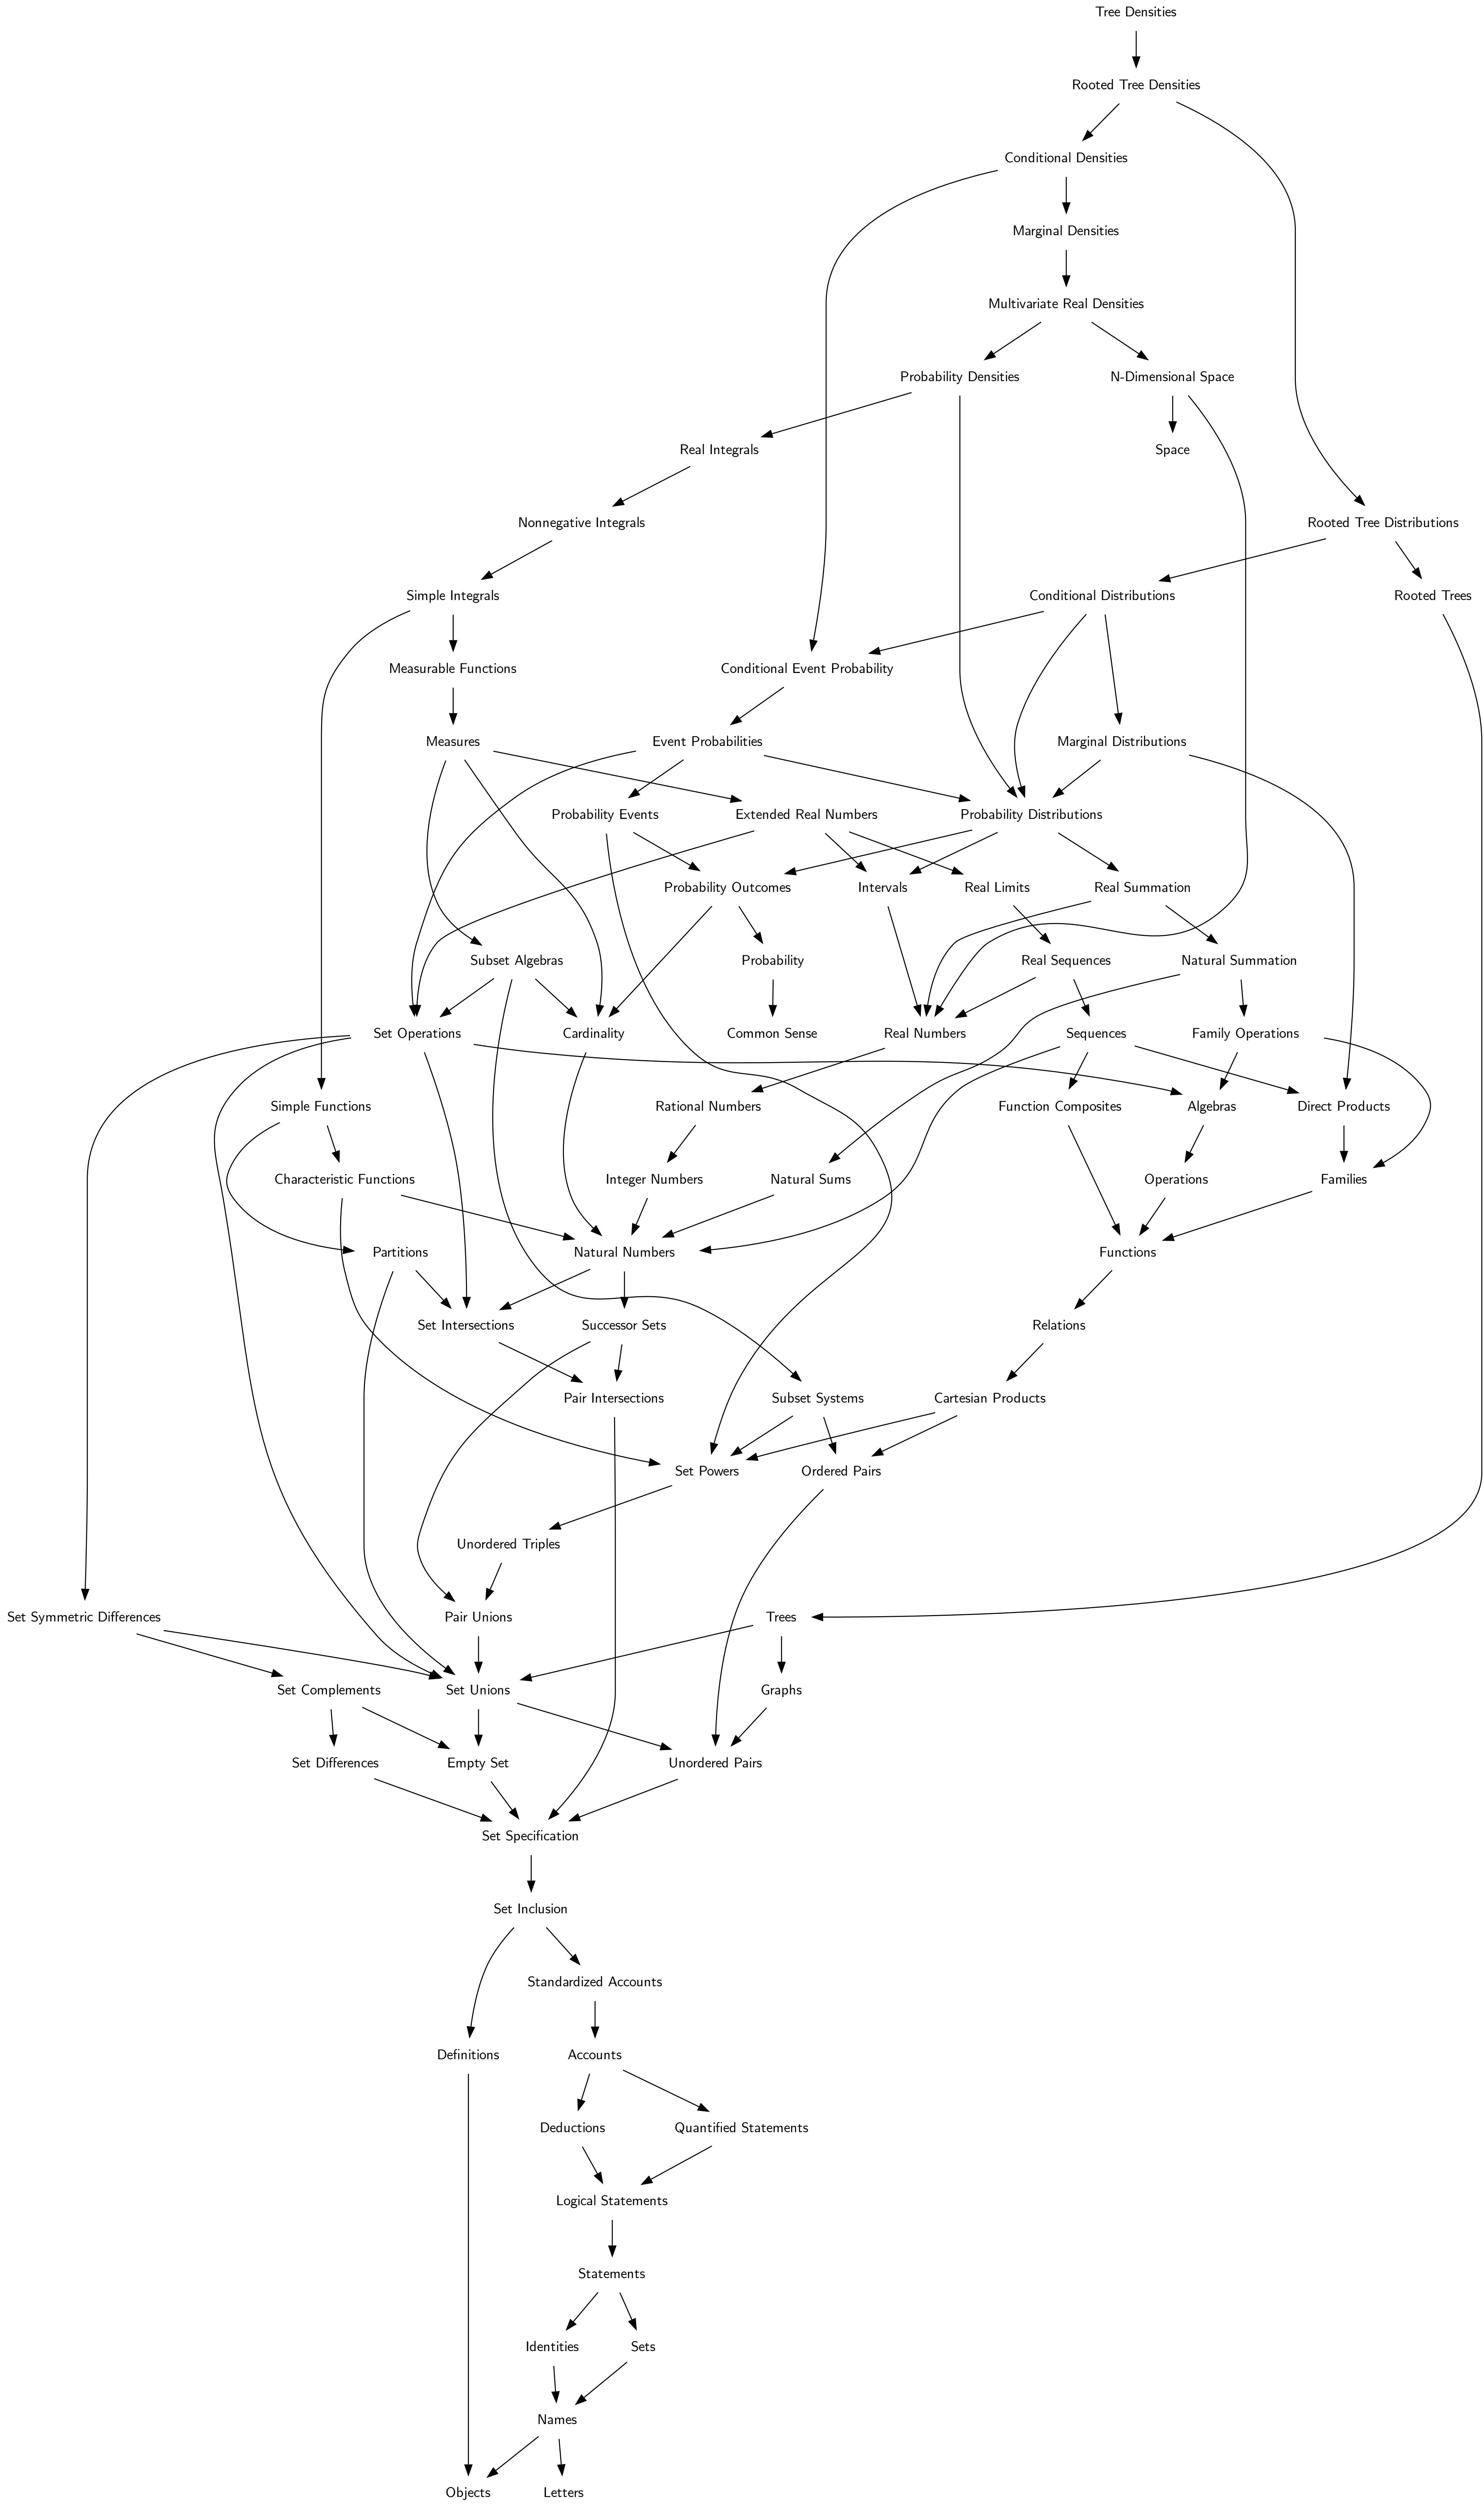 Tree Densities
Rooted Tree Densities
Conditional Densities
Marginal Densities
Multivariate Real Densities
Probability Densities
N-Dimensional Space
Real Integrals
Space
Nonnegative Integrals
Rooted Tree Distributions
Simple Integrals
Conditional Distributions
Rooted Trees
Measurable Functions
Conditional Event Probability
Measures
Event Probabilities
Marginal Distributions
Probability Events
Extended Real Numbers
Probability Distributions
Probability Outcomes
Intervals
Real Limits
Real Summation
Subset Algebras
Probability
Real Sequences
Natural Summation
Set Operations
Cardinality
Common Sense
Real Numbers
Sequences
Family Operations
Simple Functions
Rational Numbers
Function Composites
Algebras
Direct Products
Characteristic Functions
Integer Numbers
Natural Sums
Operations
Families
Partitions
Natural Numbers
Functions
Set Intersections
Successor Sets
Relations
Pair Intersections
Subset Systems
Cartesian Products
Set Powers
Ordered Pairs
Unordered Triples
Set Symmetric Differences
Pair Unions
Trees
Set Complements
Set Unions
Graphs
Set Differences
Empty Set
Unordered Pairs
Set Specification
Set Inclusion
Standardized Accounts
Definitions
Accounts
Deductions
Quantified Statements
Logical Statements
Statements
Identities
Sets
Names
Objects
Letters